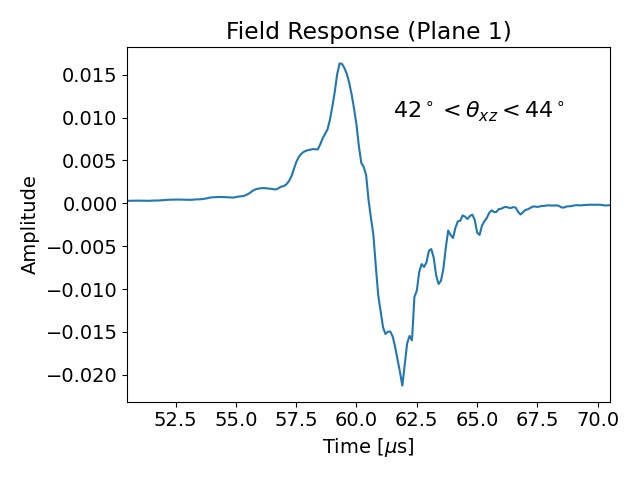 Field Response (Plane 1)
42° < θxz < 44°
Amplitude
0.015
0.010
0.005
0.000
−0.005
−0.010
−0.015
−0.020
52.5 55.0 57.5 60.0 62.5 65.0 67.5 70.0
Time [μs]